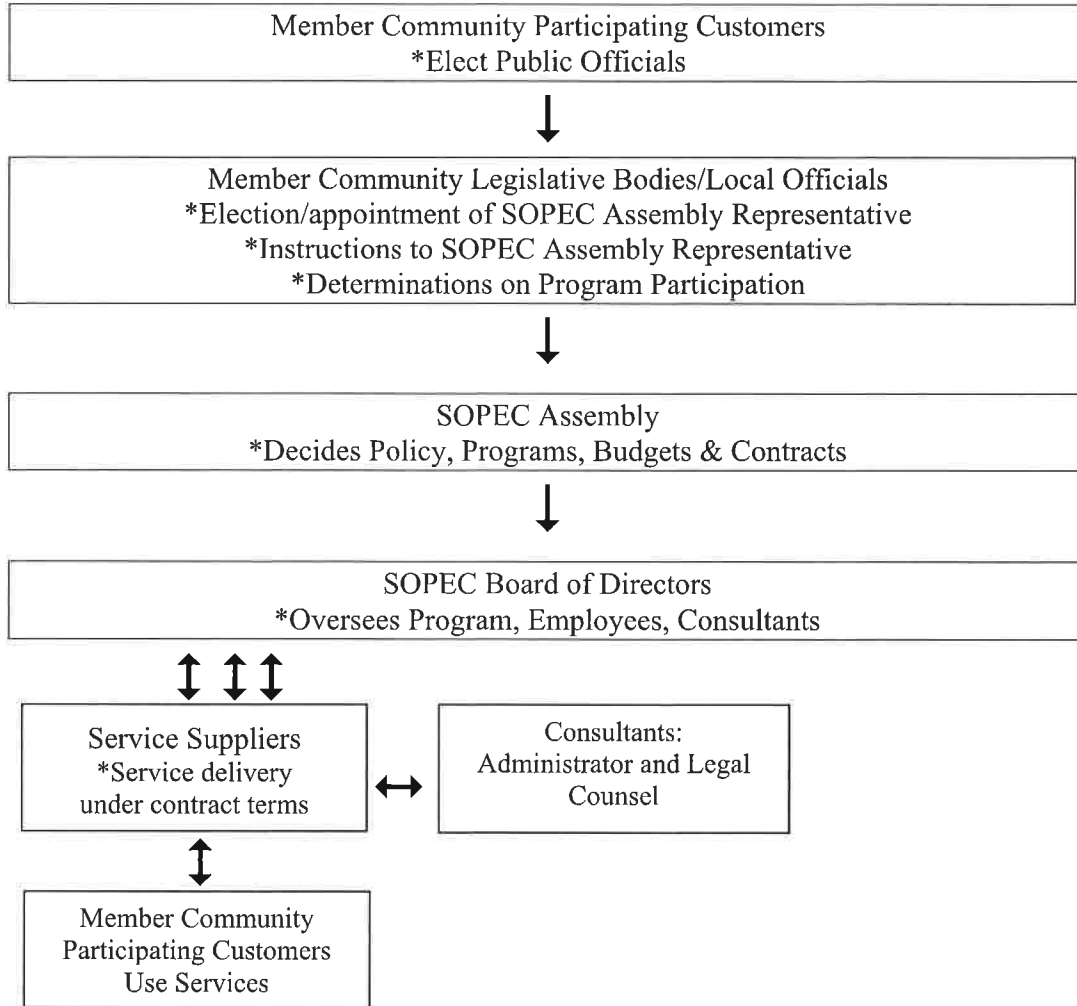 Member Community Participating Customers
*Elect Public Officials
Member Community Legislative Bodies/Local Officials
*Election/appointment of SOPEC Assembly Representative
*Instructions to SOPEC Assembly Representative
*Determinations on Program Participation
SOPEC Assembly
*Decides Policy, Programs, Budgets & Contracts
SOPEC Board of Directors
*Oversees Program, Employees, Consultants
Service Suppliers
*Service delivery
under contract terms
Consultants:
Administrator and Legal
Counsel
Member Community
Participating Customers
Use Services